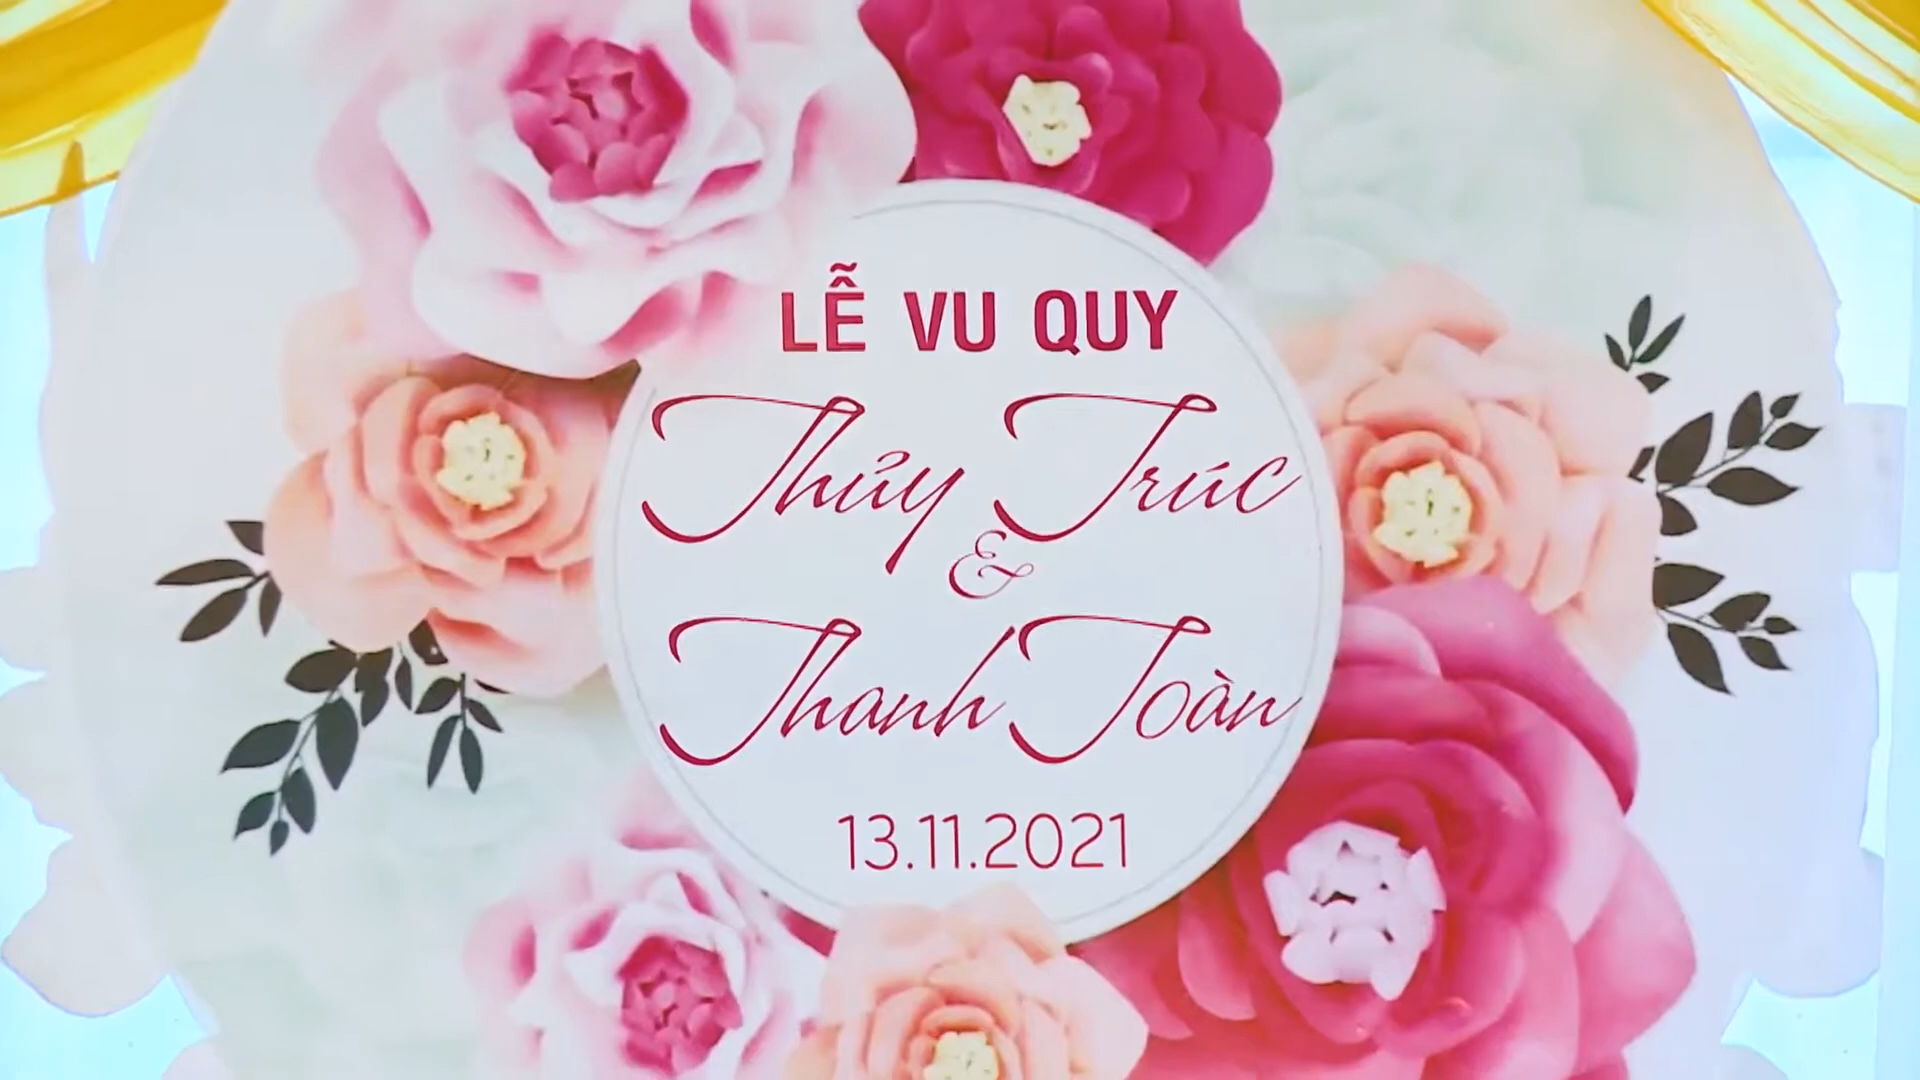 LỄ VU QUY
Thủy Trúc
&
Thanh Toàn
13.11.2021